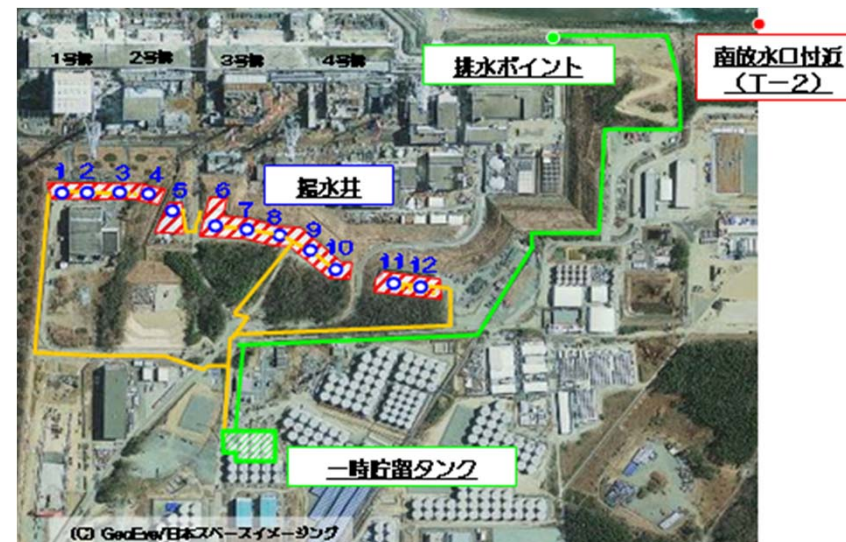 1号機 2号機 3号機 4号機
排水ポイント
南放水口付近
（T－2）
揚水井
1 2 3 4
5
6
7
8
9
10
11 12
一時貯留タンク
(C) GeoEye/日本スペースイメージング